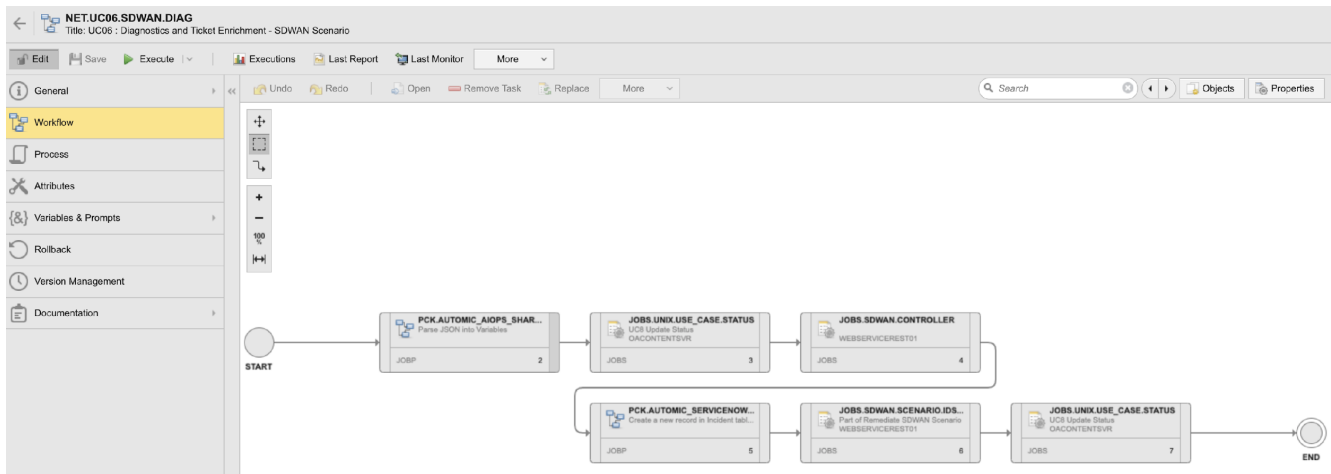 NET.UC06.SDWAN.DIAG
Title: UC06 : Diagnostics and Ticket Enrichment - SDWAN Scenario
Edit Save Execute Executions Last Report Last Monitor More
General
Workflow
Process
Attributes
{&} Variables & Prompts
Rollback
Version Management
Documentation
Undo Redo Open Remove Task Replace More Search Objects Properties
100
%
START
PCK.AUTOMIC_AIOPS_SHAR...
Parse JSON into Variables
JOBP 2
JOBS.UNIX.USE_CASE.STATUS
UC8 Update Status
OACONTENTSVR
JOBS 3
JOBS.SDWAN.CONTROLLER
WEBSERVICEREST01
JOBS 4
PCK.AUTOMIC_SERVICENOW...
Create a new record in Incident tabl...
JOBP 5
JOBS.SDWAN.SCENARIO.IDS...
Part of Remediate SDWAN Scenario
WEBSERVICEREST01
JOBS 6
JOBS.UNIX.USE_CASE.STATUS
UC8 Update Status
OACONTENTSVR
JOBS 7
END